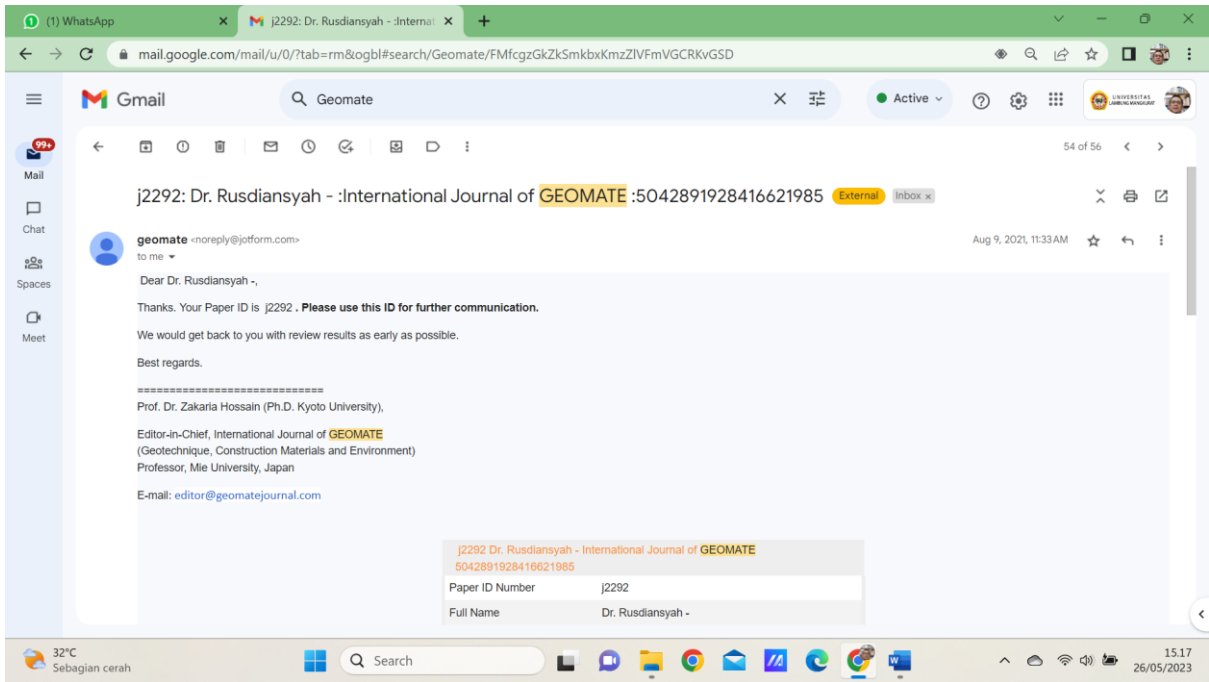 (1) WhatsApp
j2292: Dr. Rusdiansyah - :Internat
mail.google.com/mail/u/0/?tab=rm&ogbl#search/Geomate/FMfcgzGkZkSmkbxKmzZlVFmVGCRKvGSD
Gmail
Geomate
Active
UNIVERSITAS
LAMBUNG MANGKURAT
99+
Mail
Chat
Spaces
Meet
54 of 56
j2292: Dr. Rusdiansyah - :International Journal of GEOMATE :5042891928416621985 External Inbox x
geomate <noreply@jotform.com> Aug 9, 2021, 11:33 AM
to me
Dear Dr. Rusdiansyah -,
Thanks. Your Paper ID is j2292 . Please use this ID for further communication.
We would get back to you with review results as early as possible.
Best regards.
==============================
Prof. Dr. Zakaria Hossain (Ph.D. Kyoto University),
Editor-in-Chief, International Journal of GEOMATE
(Geotechnique, Construction Materials and Environment)
Professor, Mie University, Japan
E-mail: editor@geomatejournal.com
j2292 Dr. Rusdiansyah - International Journal of GEOMATE
5042891928416621985
Paper ID Number j2292
Full Name Dr. Rusdiansyah -
32°C
Sebagian cerah
Search
15.17
26/05/2023